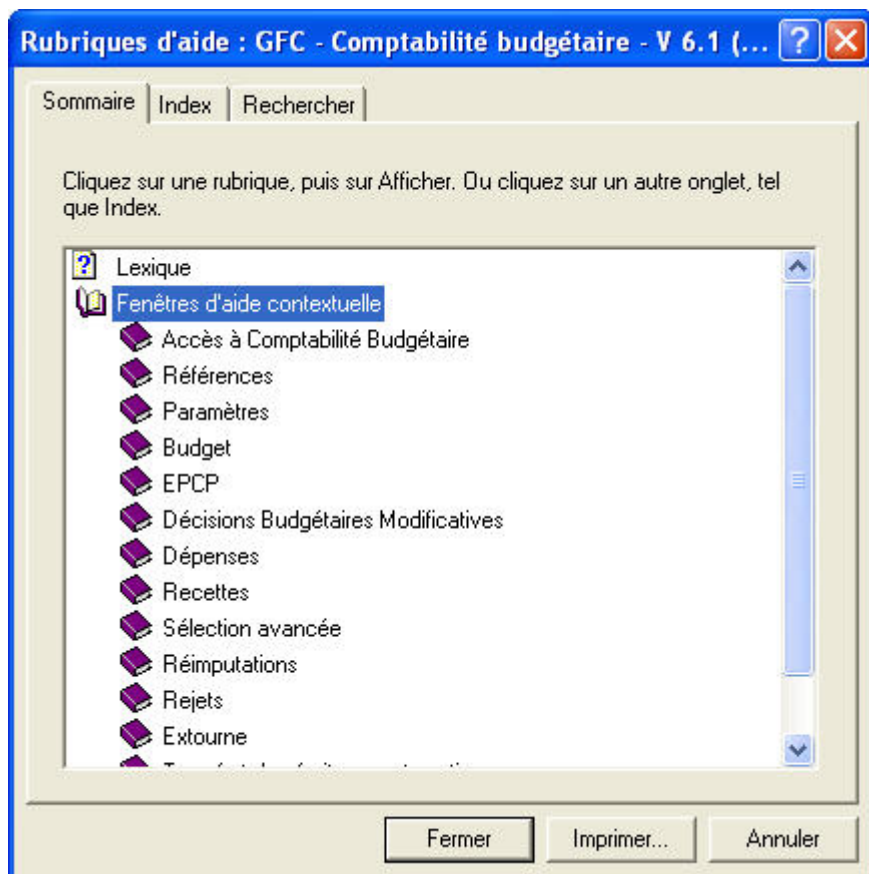 Rubriques d'aide : GFC - Comptabilité budgétaire - V 6.1 (...
Sommaire Index Rechercher
Cliquez sur une rubrique, puis sur Afficher. Ou cliquez sur un autre onglet, tel
que Index.
Lexique
Fenêtres d'aide contextuelle
Accès à Comptabilité Budgétaire
Références
Paramètres
Budget
EPCP
Décisions Budgétaires Modificatives
Dépenses
Recettes
Sélection avancée
Réimputations
Rejets
Extourne
Fermer Imprimer... Annuler